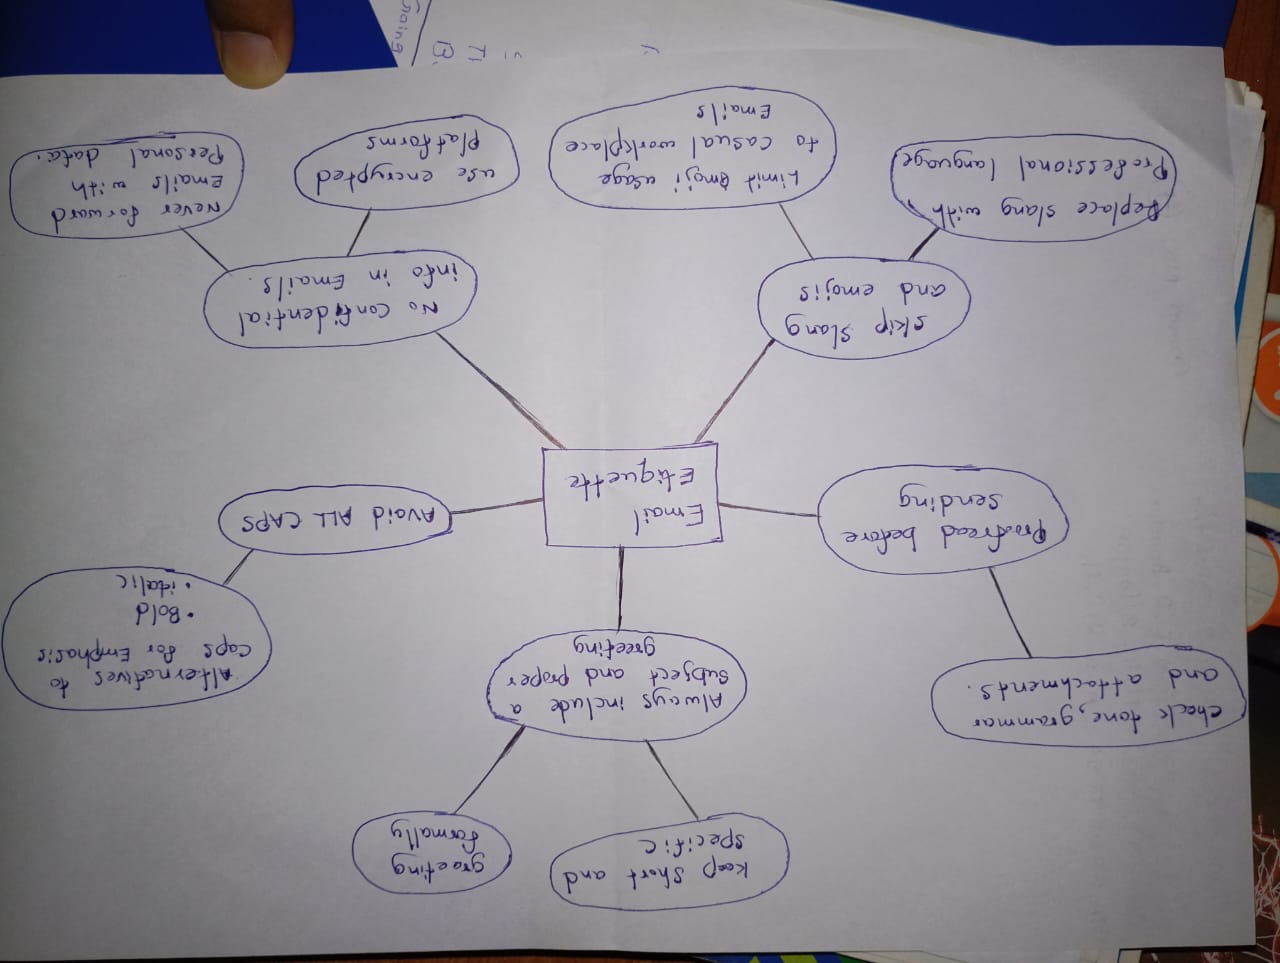 Keep short and
specific
greeting
formally
check tone, grammar
and attachments.
Always include a
subject and proper
greeting
Alternatives to
caps for Emphasis
• Bold
• italic
Proofread before
sending
Email
Etiquette
Avoid ALL CAPS
skip slang
and emojis
No confidential
info in Emails.
Replace slang with
Professional language
Limit emoji usage
to casual workplace
Emails
use encrypted
platforms
Never forward
emails with
Personal data.